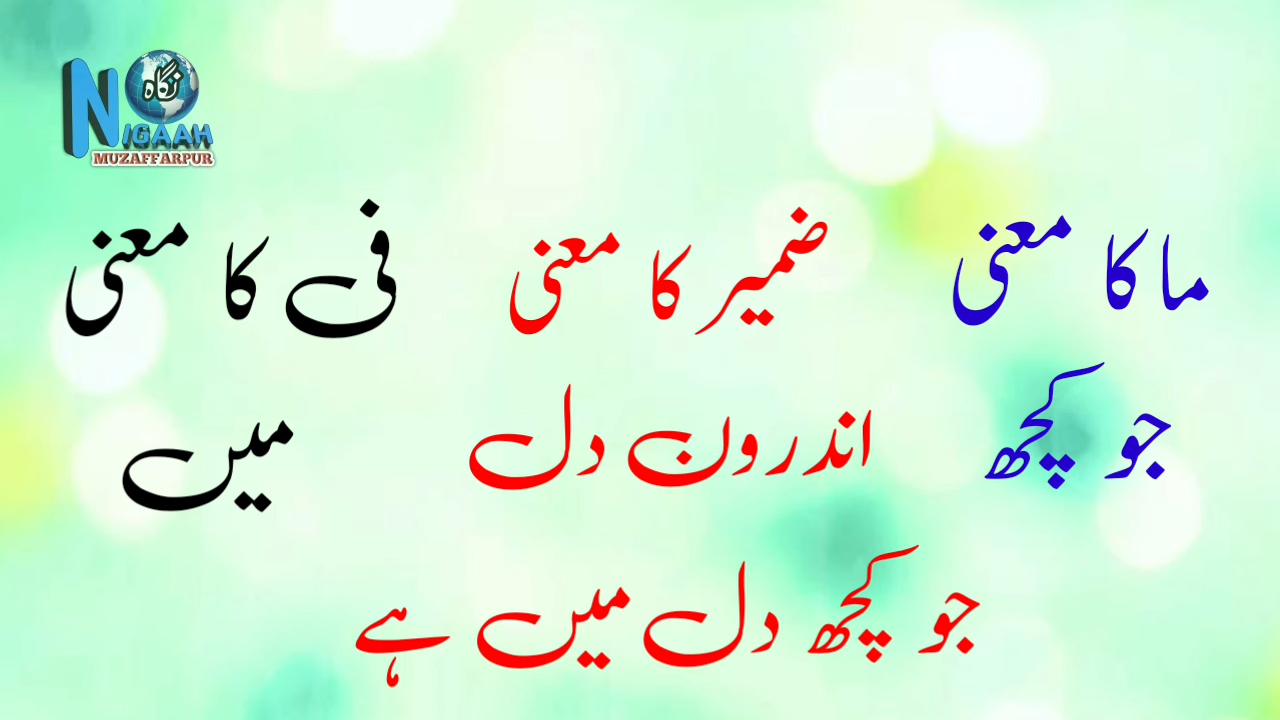 نگاہ
NIGAAH
MUZAFFARPUR
ما کا معنی ضمیر کا معنی فی کا معنی
جو کچھ اندرون دل میں
جو کچھ دل میں ہے